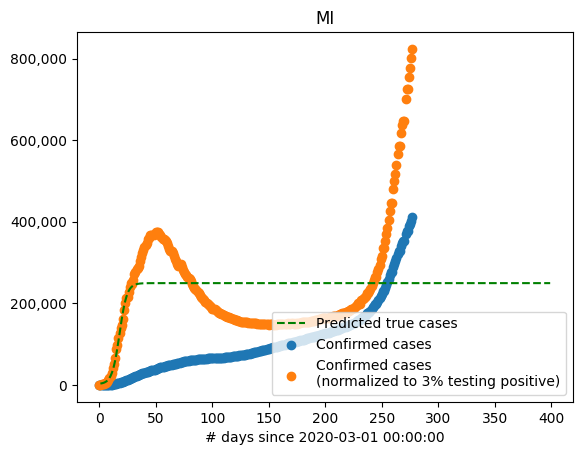 MI
800,000
600,000
400,000
200,000
0
Predicted true cases
Confirmed cases
Confirmed cases
(normalized to 3% testing positive)
0 50 100 150 200 250 300 350 400
# days since 2020-03-01 00:00:00